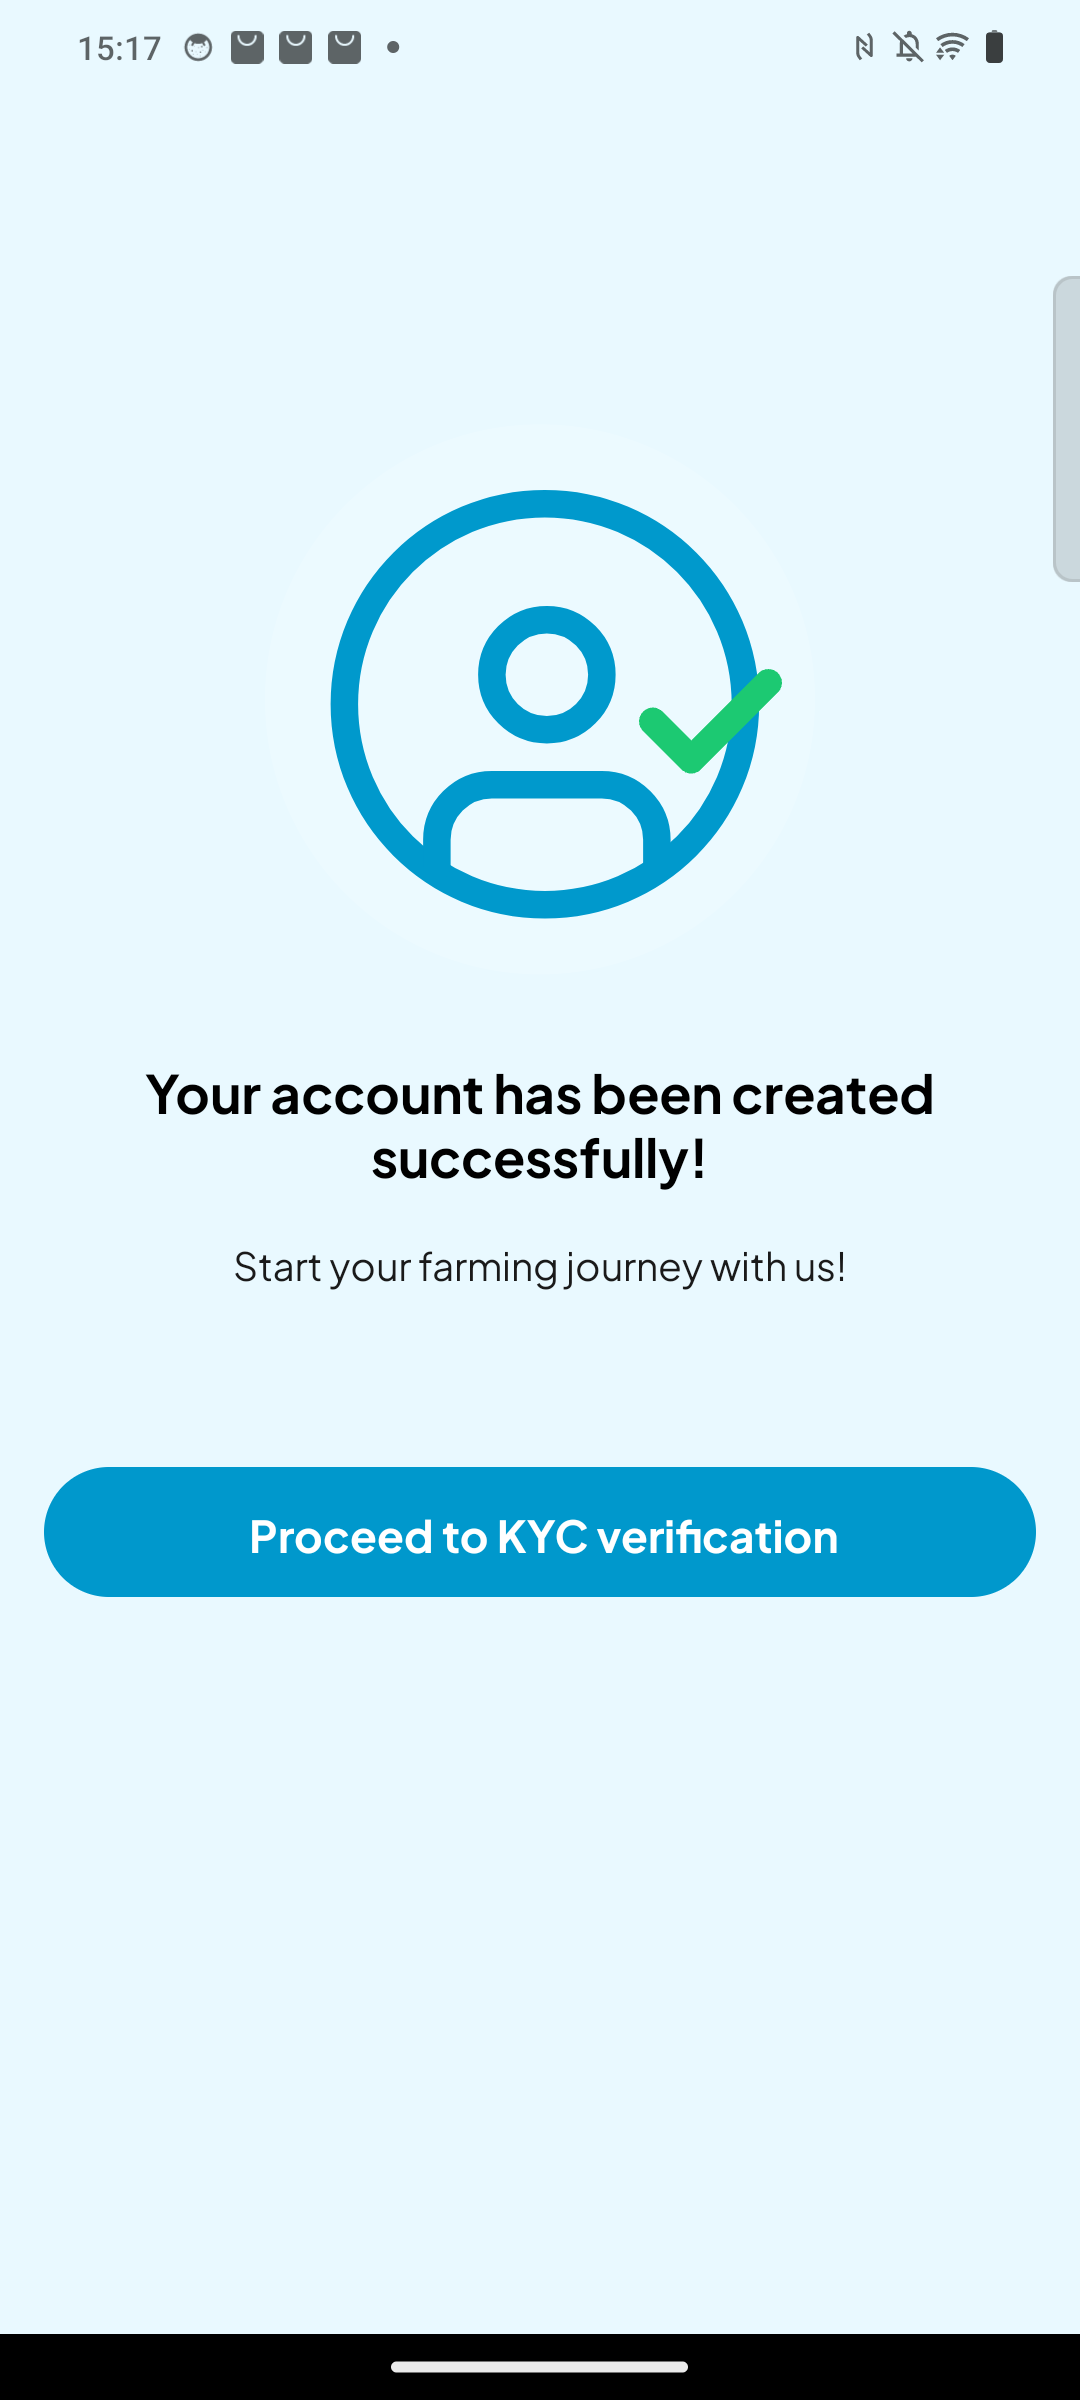 15:17
Your account has been created
successfully!
Start your farming journey with us!
Proceed to KYC verification